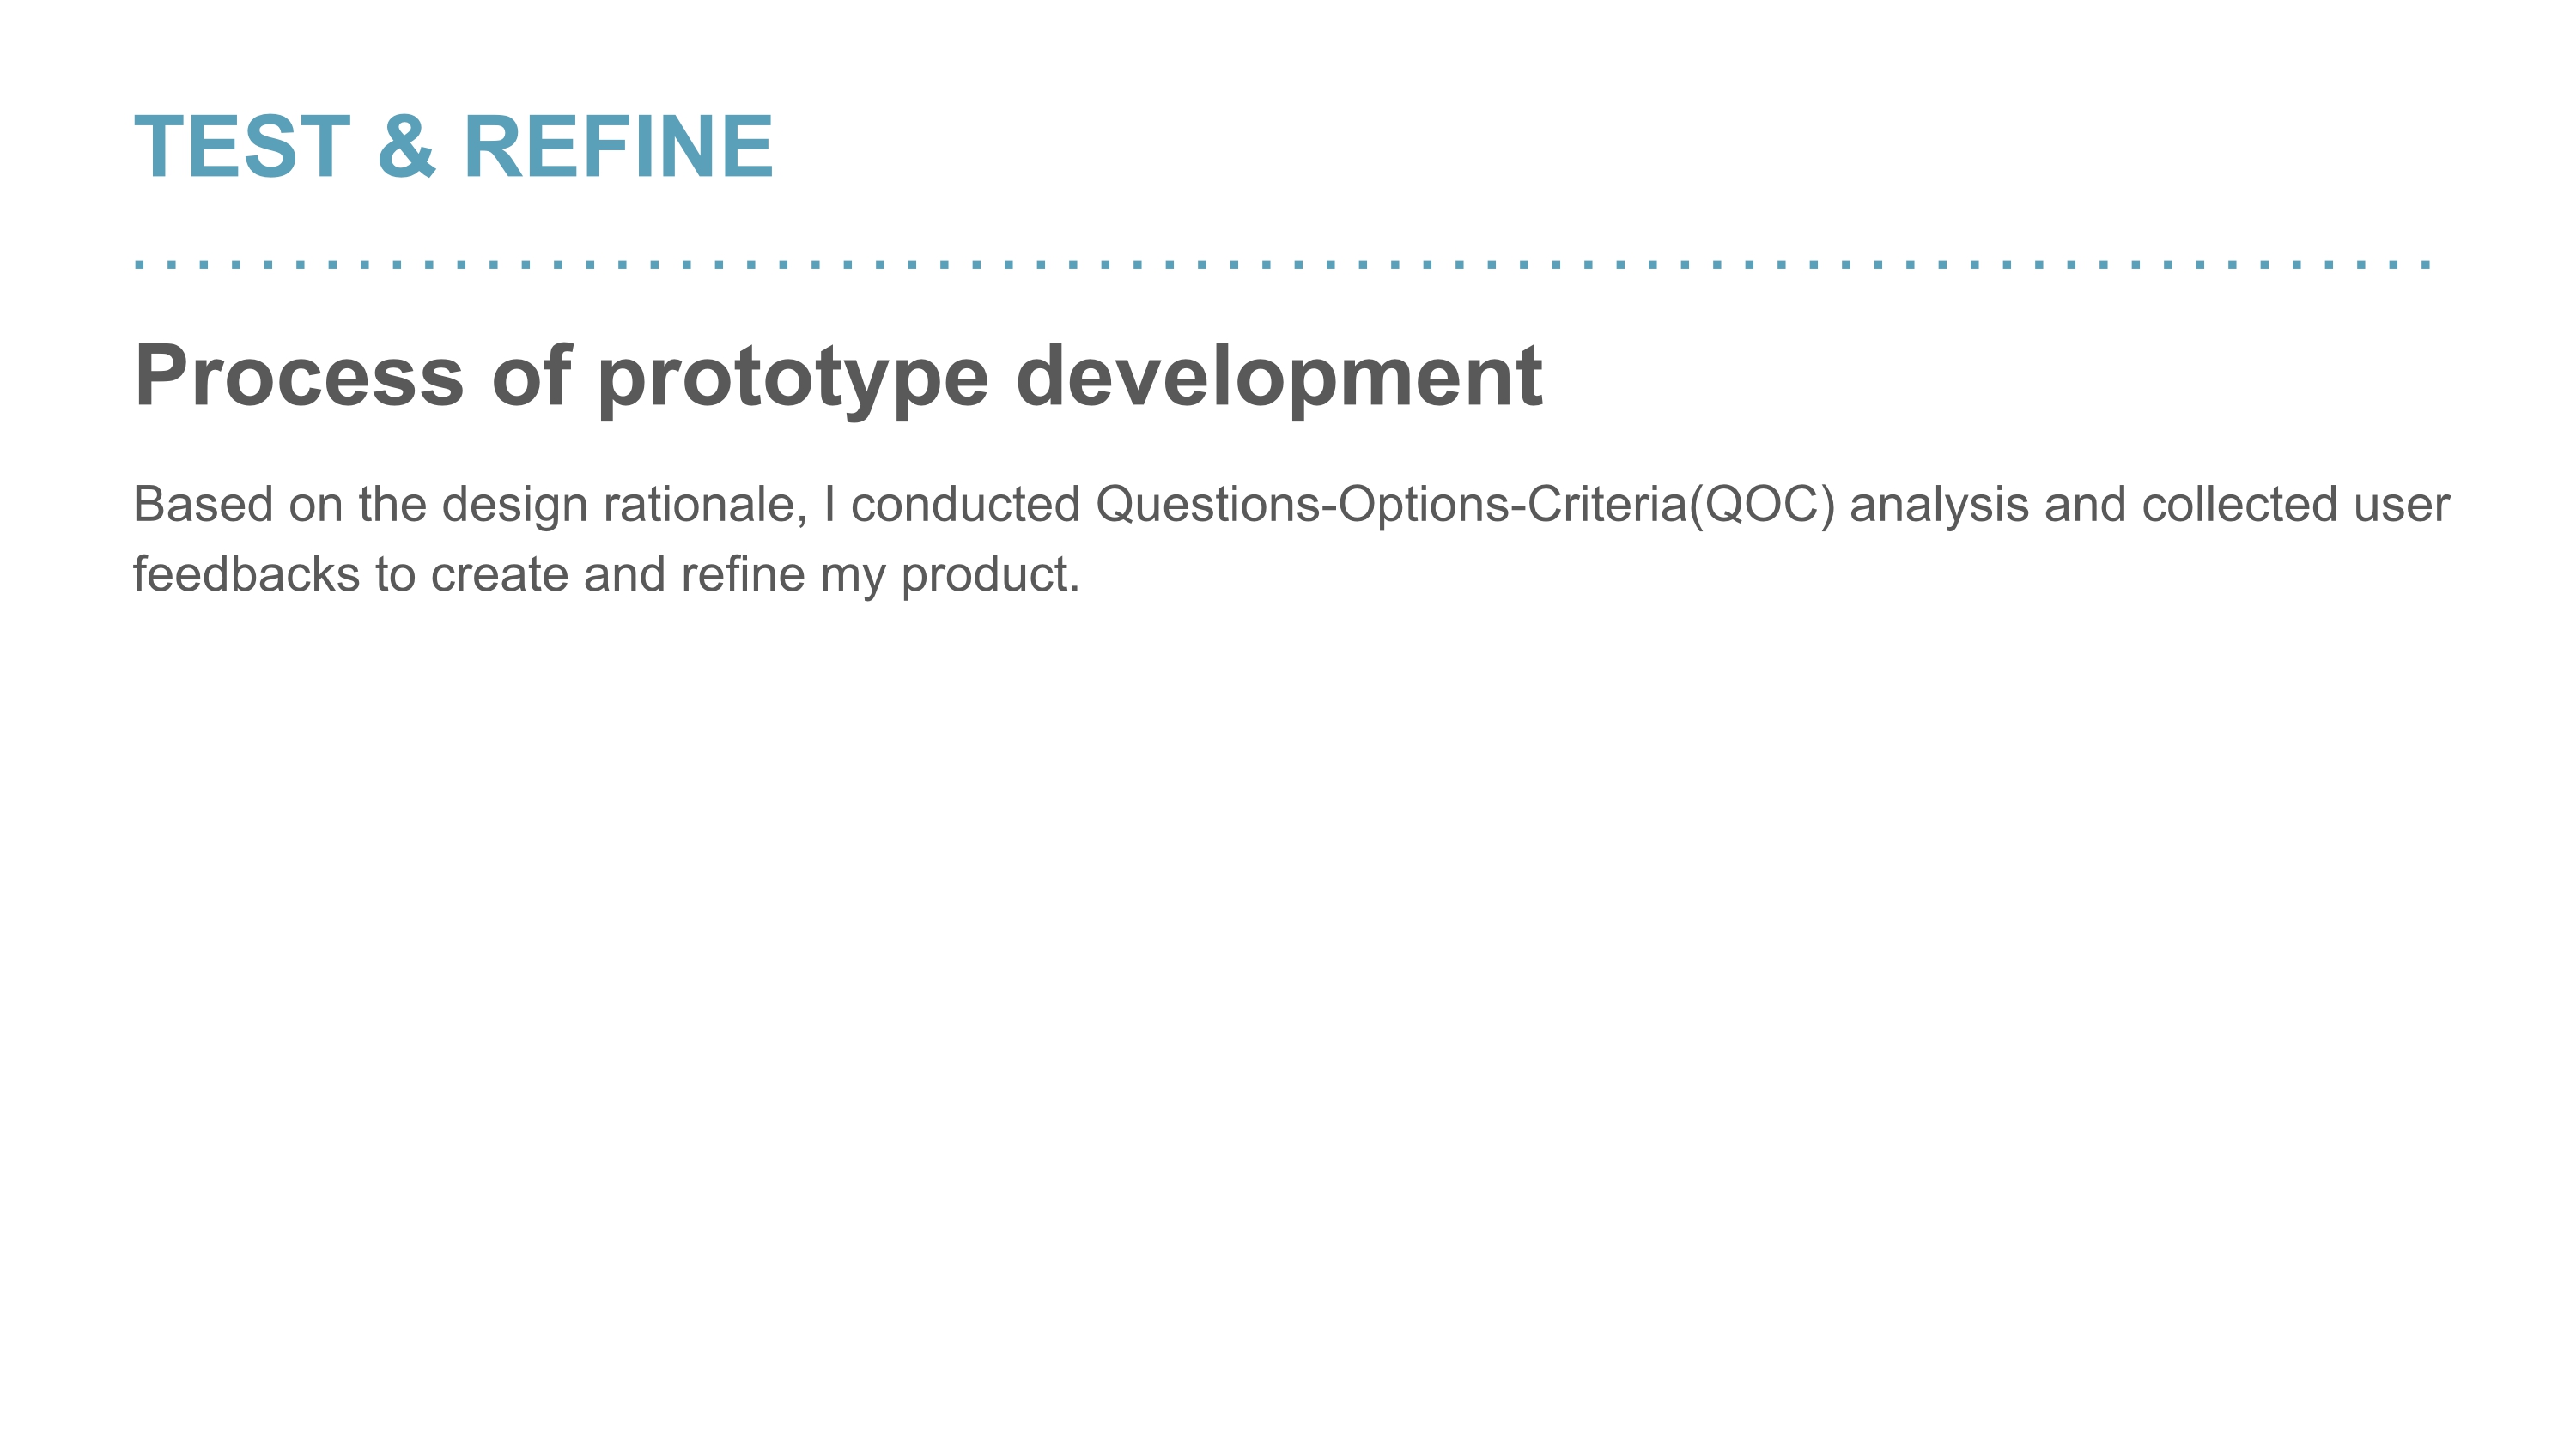 TEST & REFINE
Process of prototype development
Based on the design rationale, I conducted Questions-Options-Criteria(QOC) analysis and collected user
feedbacks to create and refine my product.